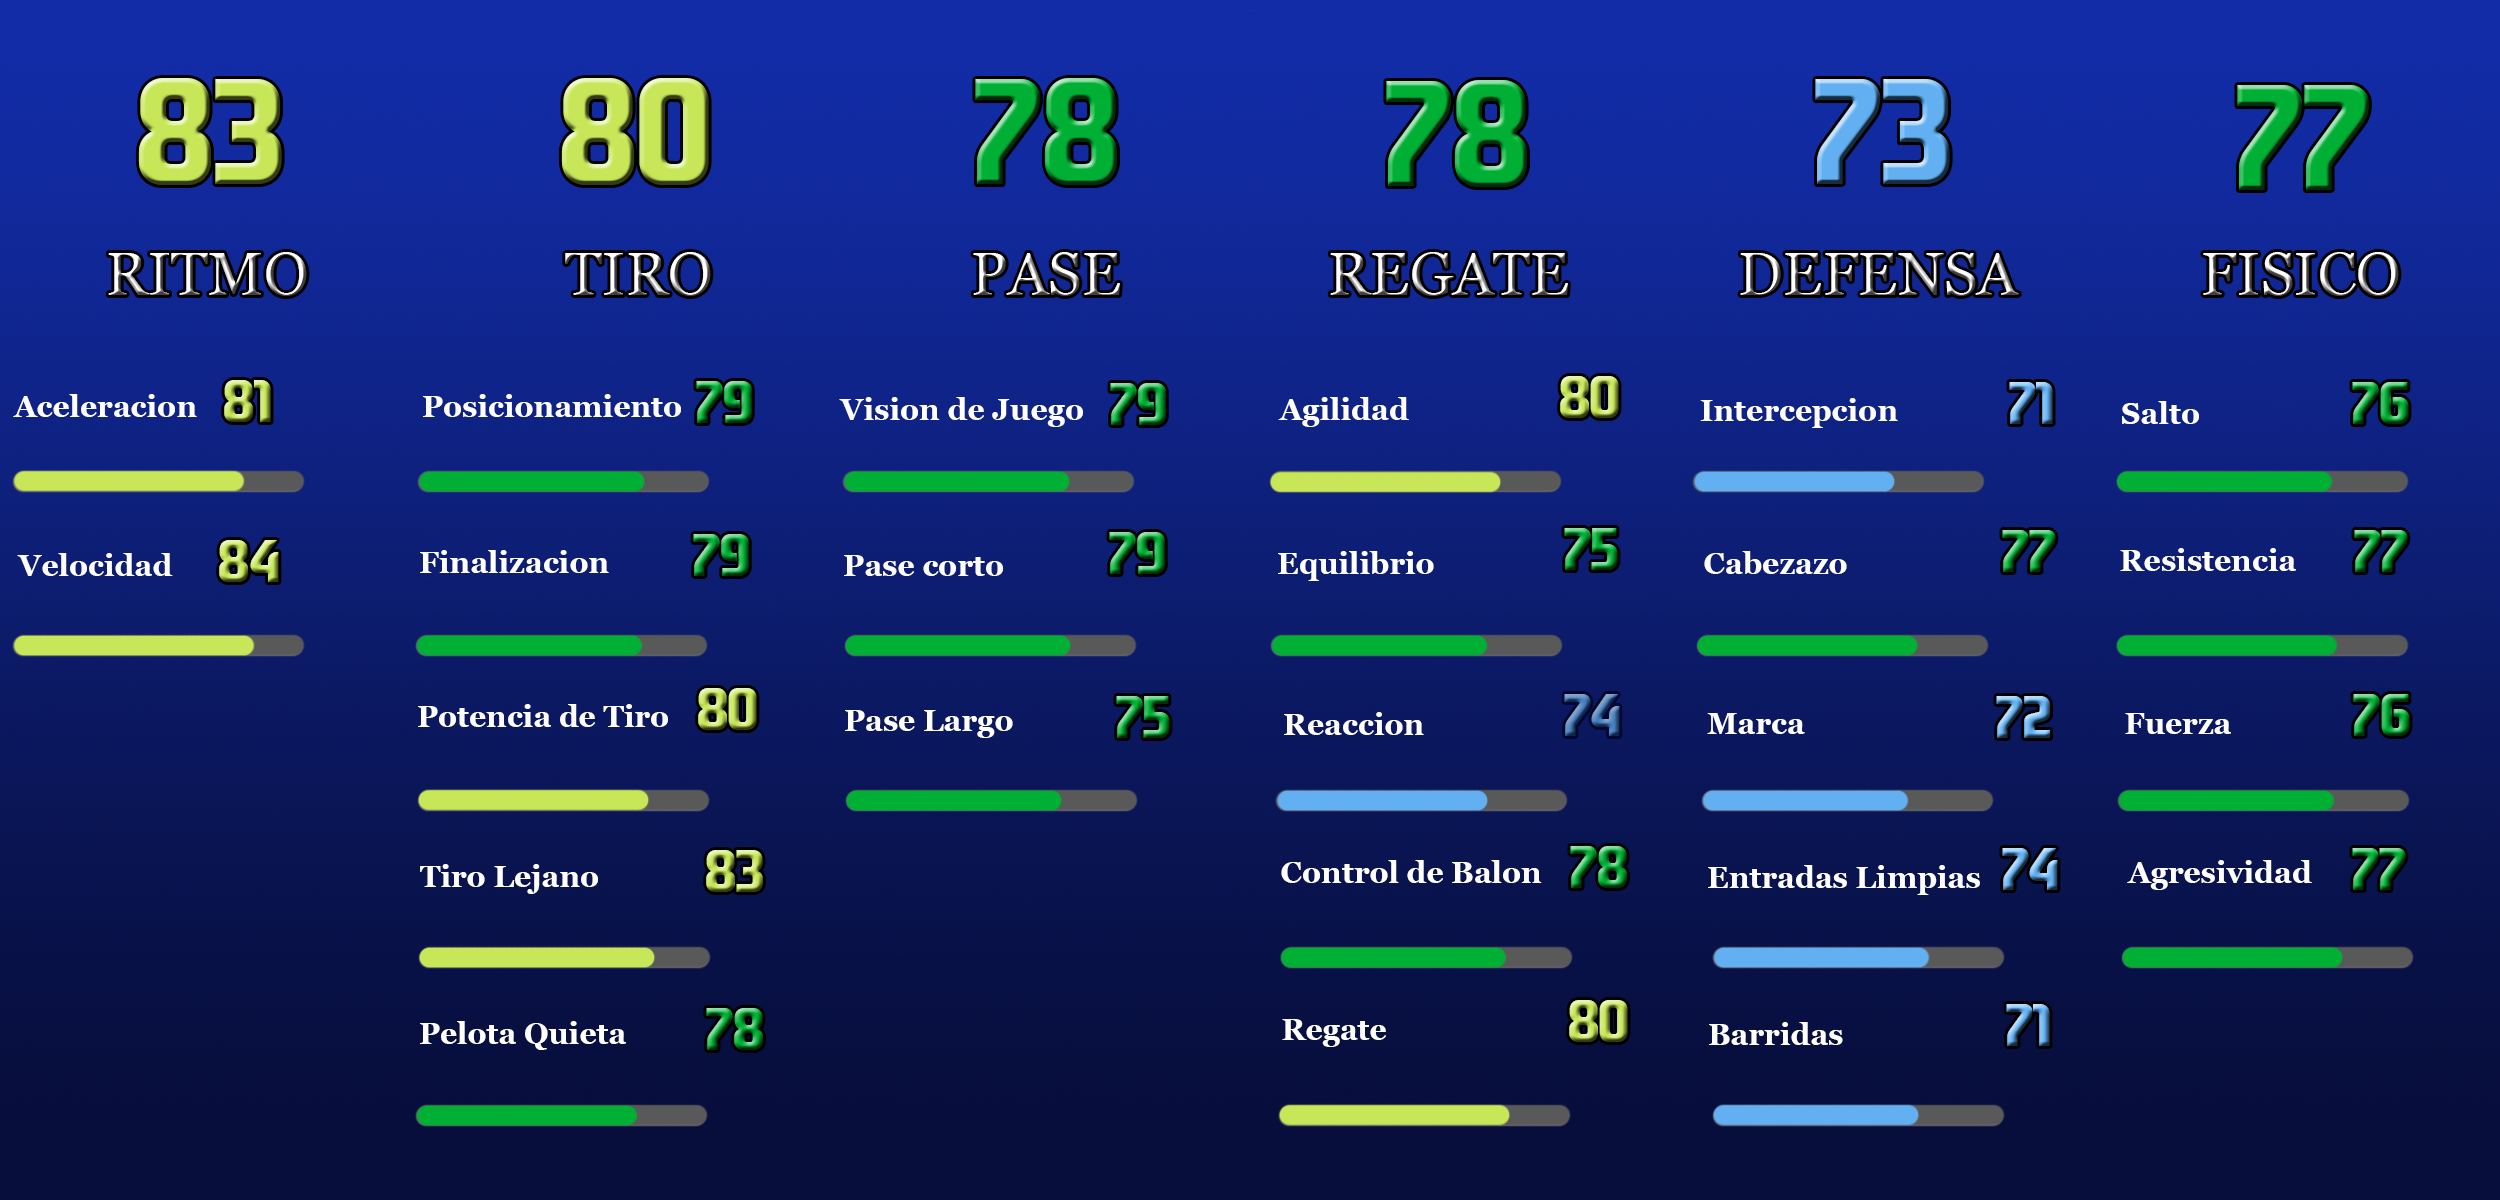 83
RITMO
Aceleracion 81
Velocidad 84
80
TIRO
Posicionamiento 79
Finalizacion 79
Potencia de Tiro 80
Tiro Lejano 83
Pelota Quieta 78
78
PASE
Vision de Juego 79
Pase corto 79
Pase Largo 75
78
REGATE
Agilidad 80
Equilibrio 75
Reaccion 74
Control de Balon 78
Regate 80
73
DEFENSA
Intercepcion 71
Cabezazo 77
Marca 72
Entradas Limpias 74
Barridas 71
77
FISICO
Salto 76
Resistencia 77
Fuerza 76
Agresividad 77